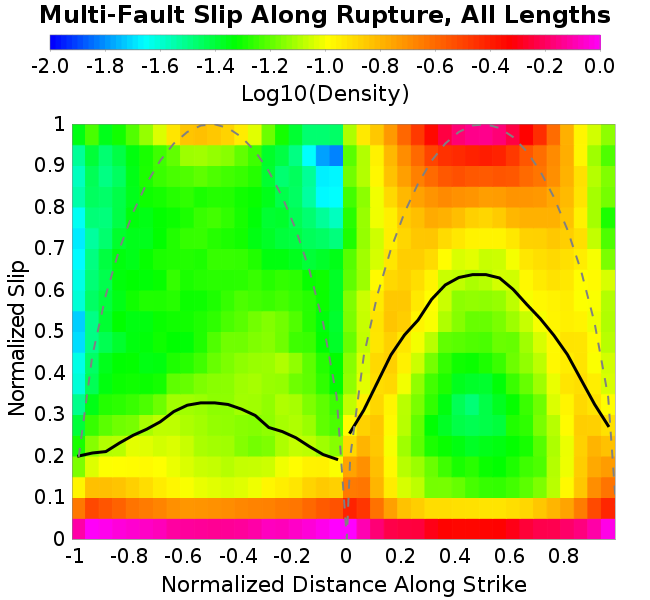 Multi-Fault Slip Along Rupture, All Lengths
-2.0 -1.8 -1.6 -1.4 -1.2 -1.0 -0.8 -0.6 -0.4 -0.2 0.0
Log10(Density)
1
0.9
0.8
0.7
0.6
0.5
0.4
0.3
0.2
0.1
0
Normalized Slip
-1 -0.8 -0.6 -0.4 -0.2 0 0.2 0.4 0.6 0.8
Normalized Distance Along Strike